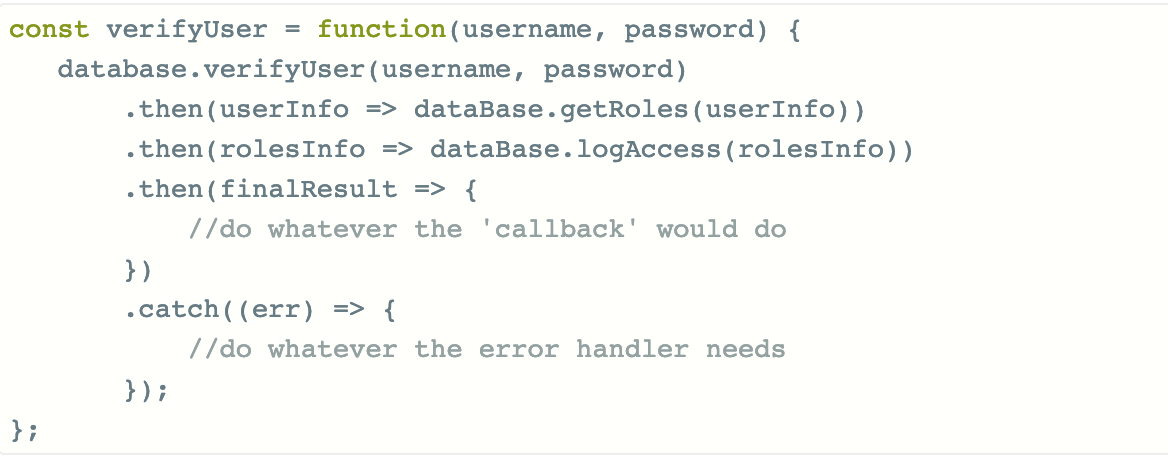 const verifyUser = function(username, password) {
   database.verifyUser(username, password)
       .then(userInfo => dataBase.getRoles(userInfo))
       .then(rolesInfo => dataBase.logAccess(rolesInfo))
       .then(finalResult => {
           //do whatever the 'callback' would do
       })
       .catch((err) => {
           //do whatever the error handler needs
       });
};